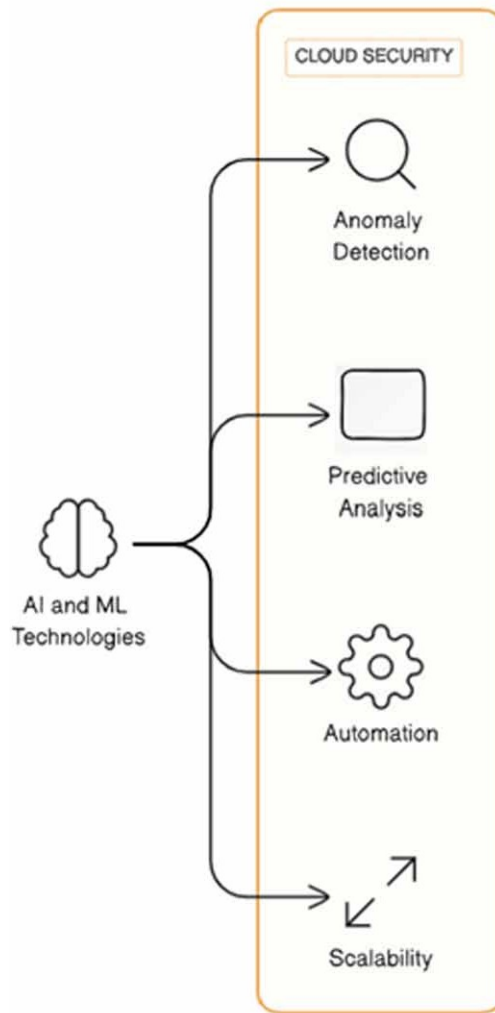 CLOUD SECURITY
Anomaly
Detection
Predictive
Analysis
AI and ML
Technologies
Automation
Scalability